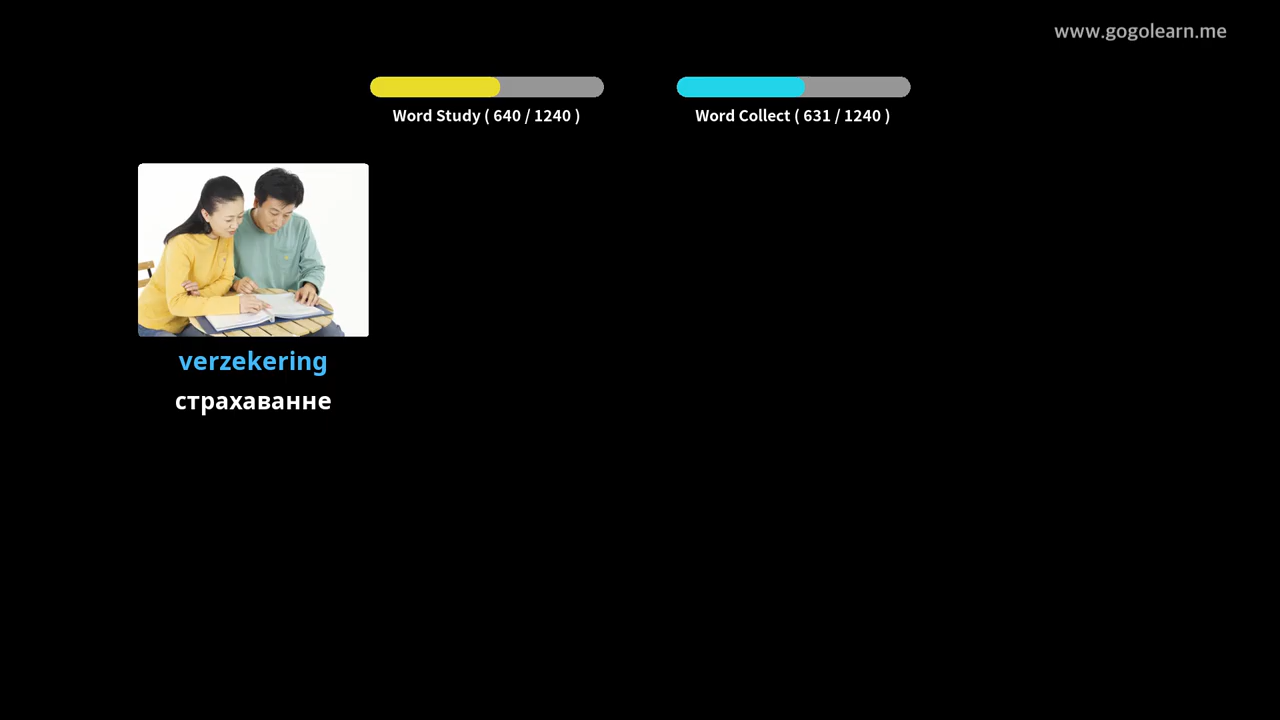 www.gogolearn.me
Word Study ( 640 / 1240 )
Word Collect ( 631 / 1240 )
verzekering
страхаванне